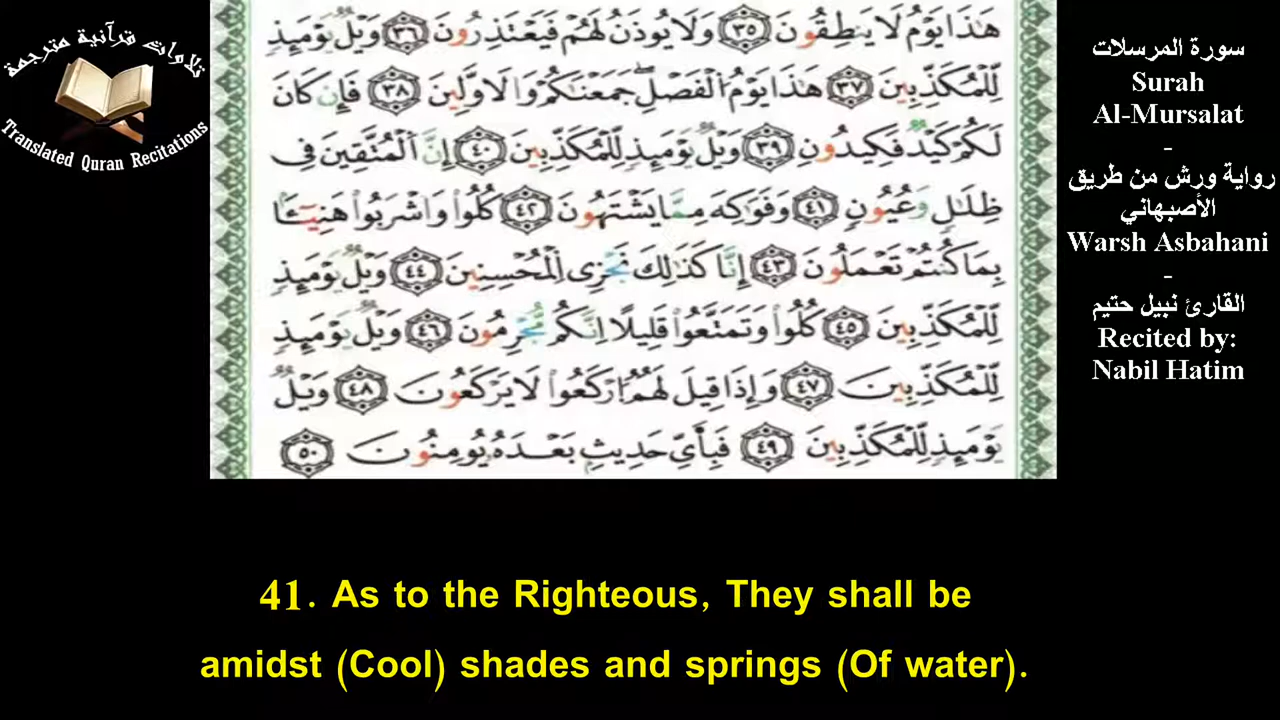 تلاوات قرآنية مترجمة
Translated Quran Recitations
هَٰذَا يَوْمُ لَا يَنطِقُونَ ٣٥ وَلَا يُوذَنُ لَهُمْ فَيَعْتَذِرُونَ ٣٦ وَيْلٌ يَوْمَئِذٍ
لِّلْمُكَذِّبِينَ ٣٧ هَٰذَا يَوْمُ الْفَصْلِ جَمَعْنَٰكُمْ وَالَاوَّلِينَ ٣٨ فَإِن كَانَ
لَكُمْ كَيْدٌ فَكِيدُونِ ٣٩ وَيْلٌ يَوْمَئِذٍ لِّلْمُكَذِّبِينَ ٤٠ إِنَّ الْمُتَّقِينَ فِى
ظِلَٰلٍ وَعُيُونٍ ٤١ وَفَوَٰكِهَ مِمَّا يَشْتَهُونَ ٤٢ كُلُوا وَاشْرَبُوا هَنِيـًٔا
بِمَا كُنتُمْ تَعْمَلُونَ ٤٣ إِنَّا كَذَٰلِكَ نَجْزِى الْمُحْسِنِينَ ٤٤ وَيْلٌ يَوْمَئِذٍ
لِّلْمُكَذِّبِينَ ٤٥ كُلُوا وَتَمَتَّعُوا قَلِيلًا اِنَّكُم مُّجْرِمُونَ ٤٦ وَيْلٌ يَوْمَئِذٍ
لِّلْمُكَذِّبِينَ ٤٧ وَإِذَا قِيلَ لَهُمُ ارْكَعُوا لَا يَرْكَعُونَ ٤٨ وَيْلٌ
يَوْمَئِذٍ لِّلْمُكَذِّبِينَ ٤٩ فَبِأَىِّ حَدِيثٍ بَعْدَهُ يُومِنُونَ ٥٠
سورة المرسلات
Surah
Al-Mursalat
-
رواية ورش من طريق
الأصبهاني
Warsh Asbahani
-
القارئ نبيل حتيم
Recited by:
Nabil Hatim
41. As to the Righteous, They shall be
amidst (Cool) shades and springs (Of water).